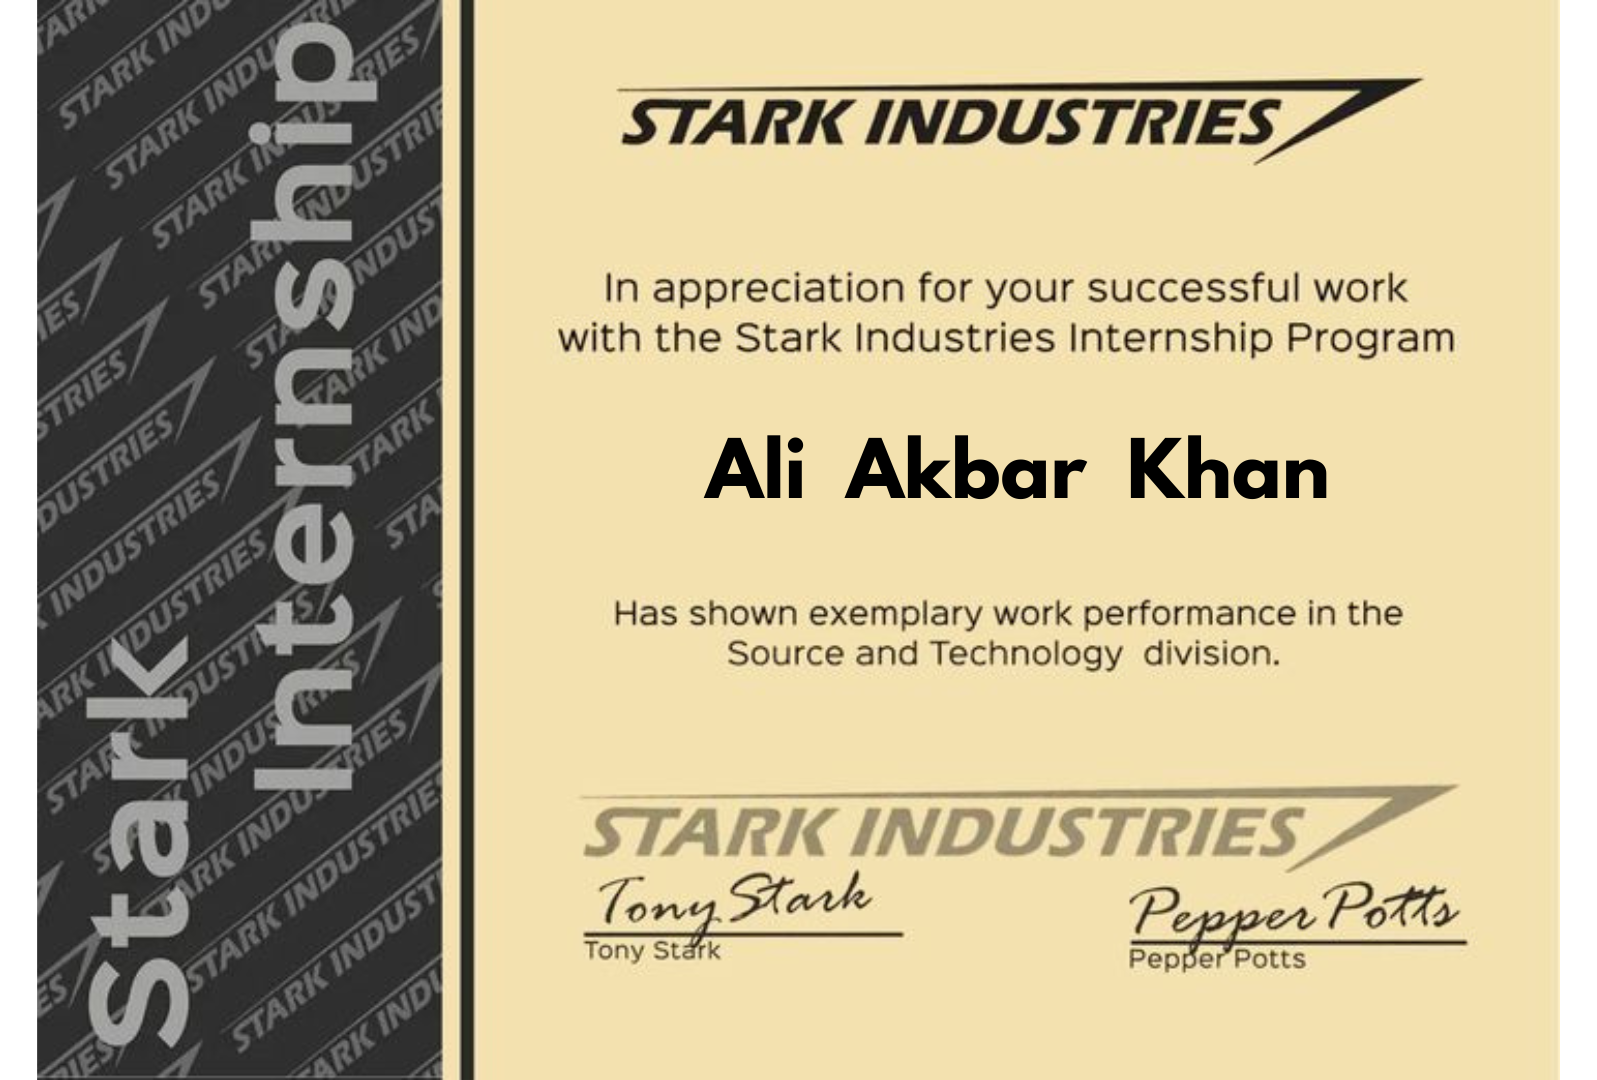 Stark
Internship
STARK INDUSTRIES
In appreciation for your successful work
with the Stark Industries Internship Program
Ali Akbar Khan
Has shown exemplary work performance in the
Source and Technology division.
STARK INDUSTRIES
Tony Stark
Tony Stark
Pepper Potts
Pepper Potts